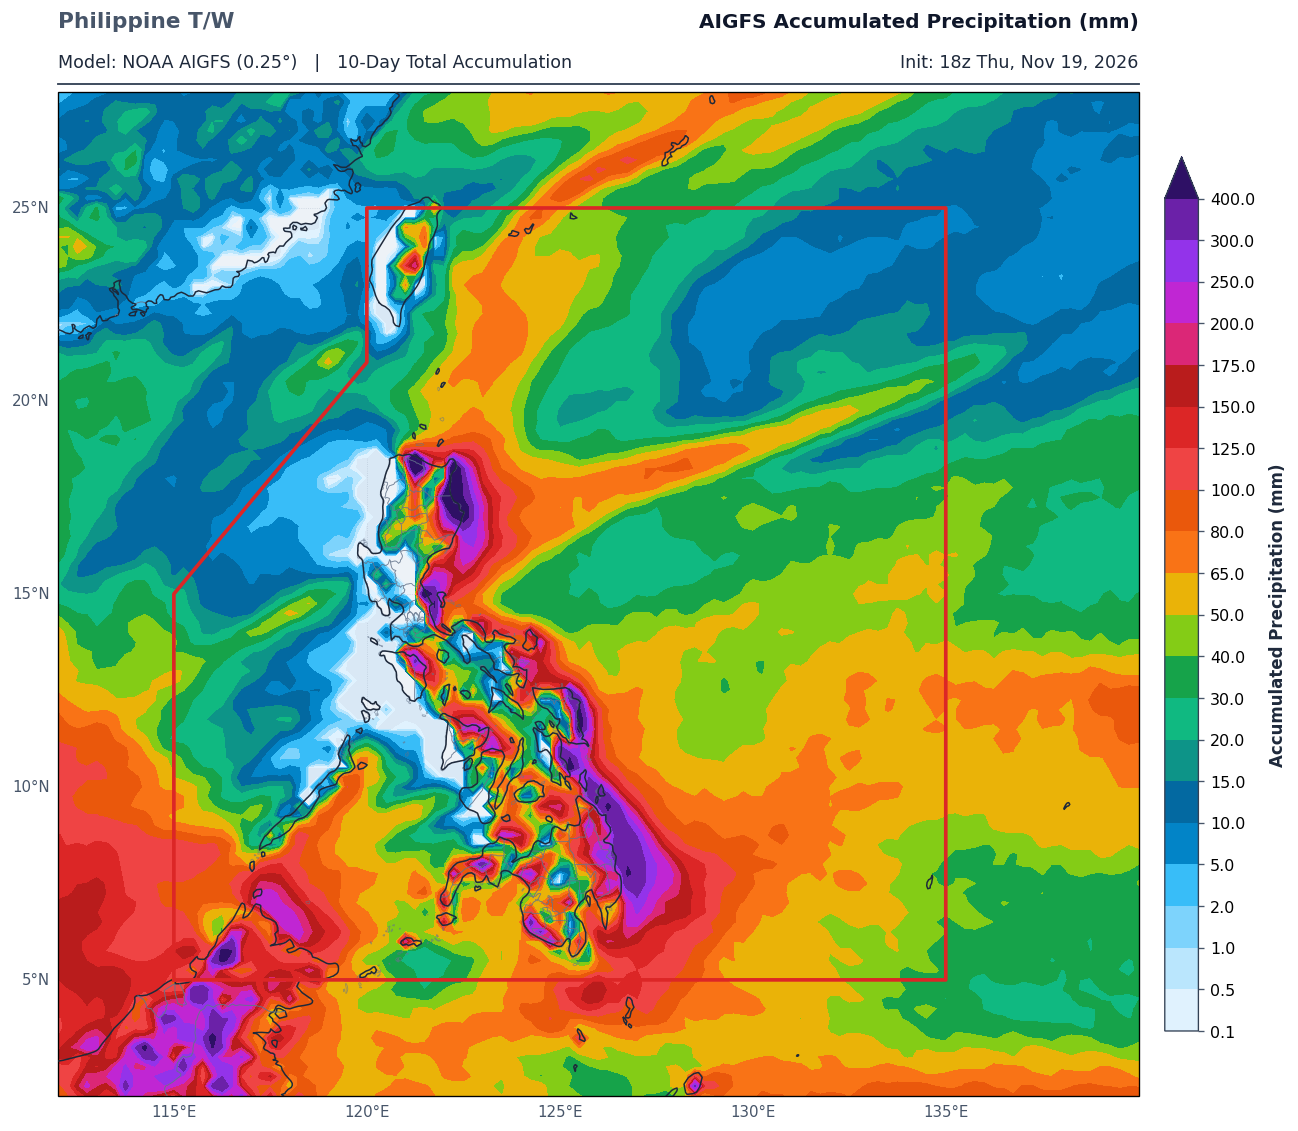 Philippine T/W
AIGFS Accumulated Precipitation (mm)
Model: NOAA AIGFS (0.25°) | 10-Day Total Accumulation
Init: 18z Thu, Nov 19, 2026
25°N
20°N
15°N
10°N
5°N
115°E
120°E
125°E
130°E
135°E
400.0
300.0
250.0
200.0
175.0
150.0
125.0
100.0
80.0
65.0
50.0
40.0
30.0
20.0
15.0
10.0
5.0
2.0
1.0
0.5
0.1
Accumulated Precipitation (mm)